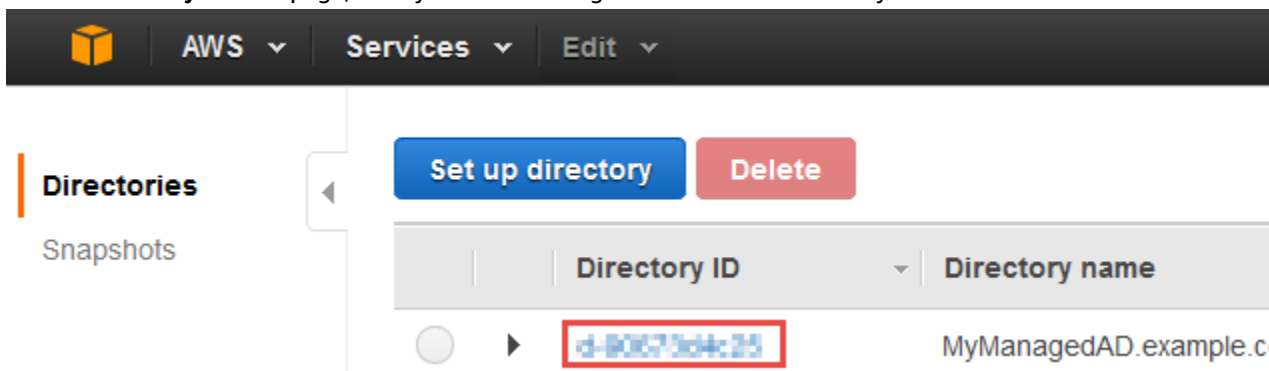 AWS Services Edit
Set up directory Delete
Directories
Snapshots
Directory ID Directory name
MyManagedAD.example.c